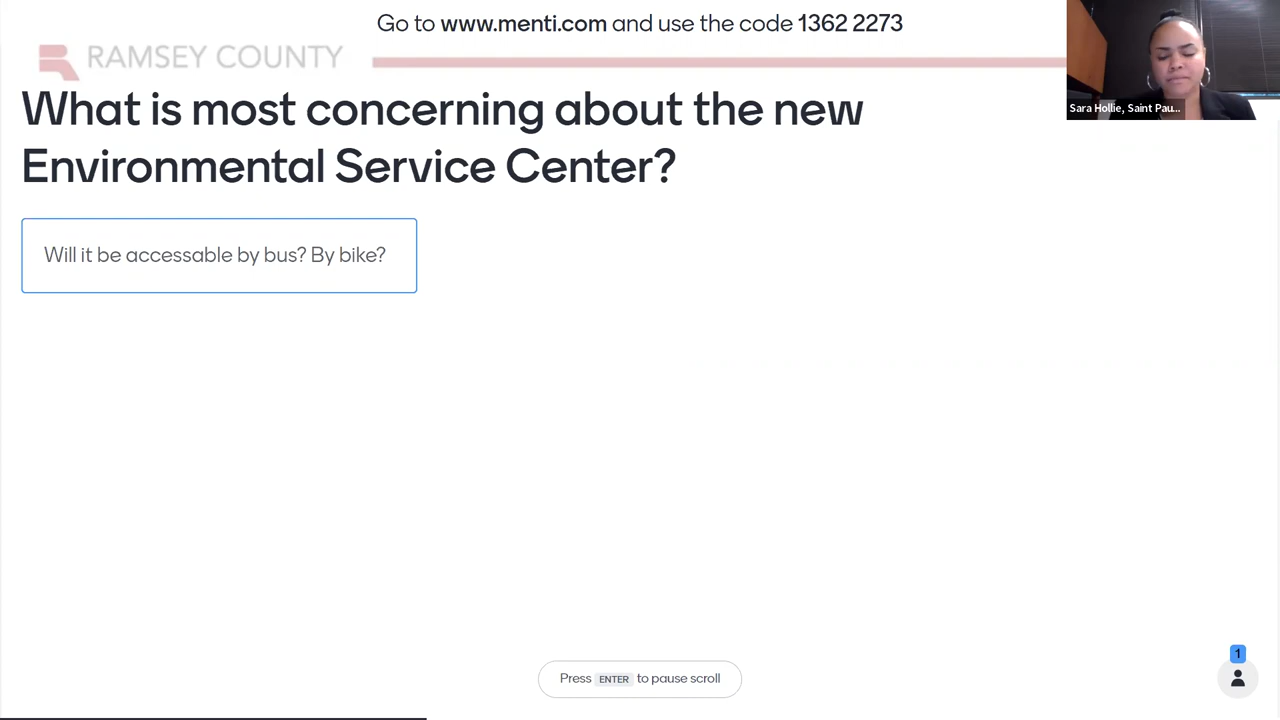 Go to www.menti.com and use the code 1362 2273
RAMSEY COUNTY
Sara Hollie, Saint Pau...
What is most concerning about the new
Environmental Service Center?
Will it be accessable by bus? By bike?
Press ENTER to pause scroll
1